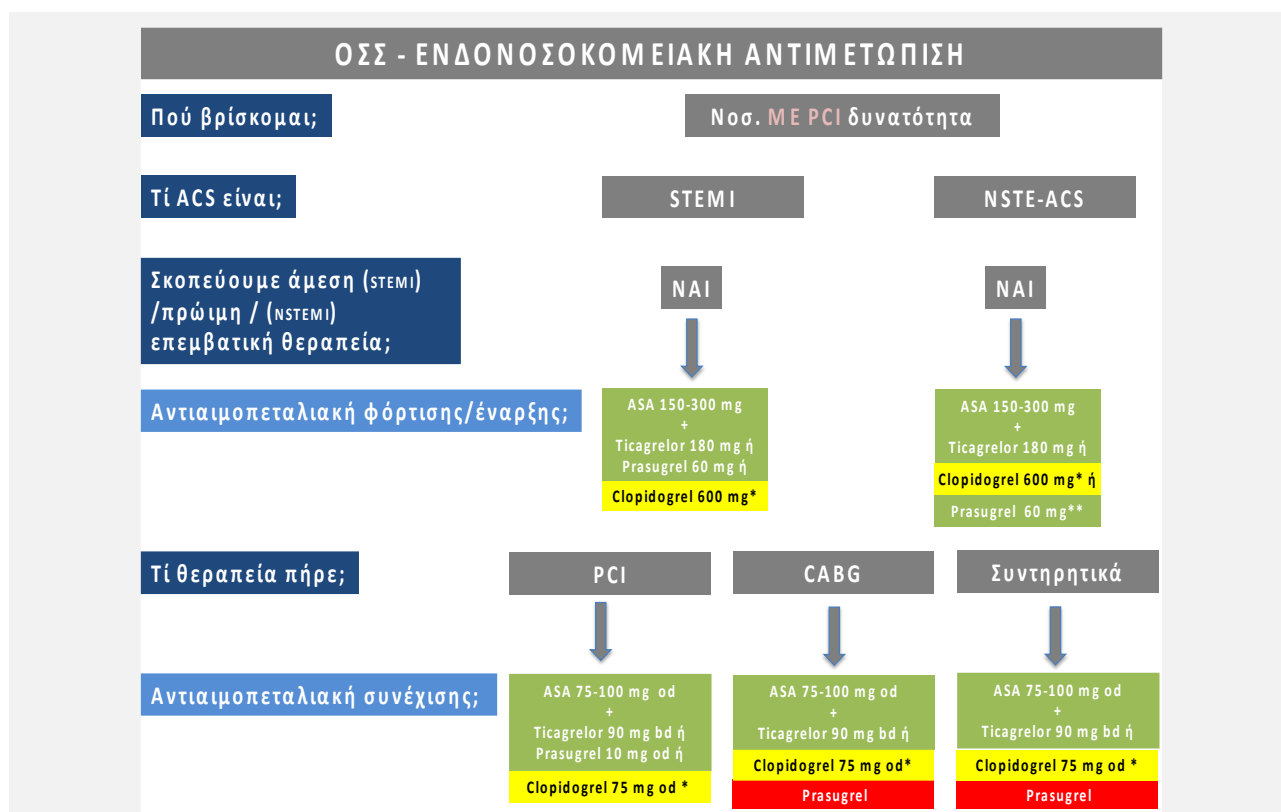 ΟΣΣ - ΕΝΔΟΝΟΣΟΚΟΜΕΙΑΚΗ ΑΝΤΙΜΕΤΩΠΙΣΗ
Πού βρίσκομαι;
Νοσ. ΜΕ PCI δυνατότητα
Τί ACS είναι;
STEMI
NSTE-ACS
Σκοπεύουμε άμεση (STEMI)
/πρώιμη / (NSTEMI)
επεμβατική θεραπεία;
ΝΑΙ
ΝΑΙ
Αντιαιμοπεταλιακή φόρτισης/έναρξης;
ASA 150-300 mg
+
Ticagrelor 180 mg ή
Prasugrel 60 mg ή
Clopidogrel 600 mg*
ASA 150-300 mg
+
Ticagrelor 180 mg ή
Clopidogrel 600 mg* ή
Prasugrel 60 mg**
Τί θεραπεία πήρε;
PCI
CABG
Συντηρητικά
Αντιαιμοπεταλιακή συνέχισης;
ASA 75-100 mg od
+
Ticagrelor 90 mg bd ή
Prasugrel 10 mg od ή
Clopidogrel 75 mg od *
ASA 75-100 mg od
+
Ticagrelor 90 mg bd ή
Clopidogrel 75 mg od*
Prasugrel
ASA 75-100 mg od
+
Ticagrelor 90 mg bd ή
Clopidogrel 75 mg od *
Prasugrel